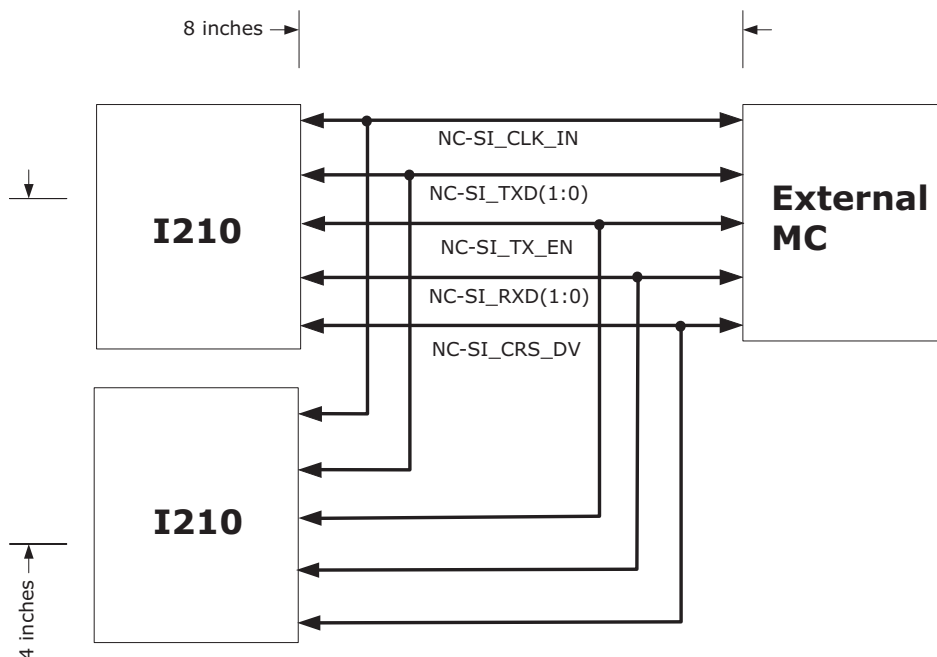 8 inches
NC-SI_CLK_IN
NC-SI_TXD(1:0)
I210
External
MC
NC-SI_TX_EN
NC-SI_RXD(1:0)
NC-SI_CRS_DV
I210
4 inches